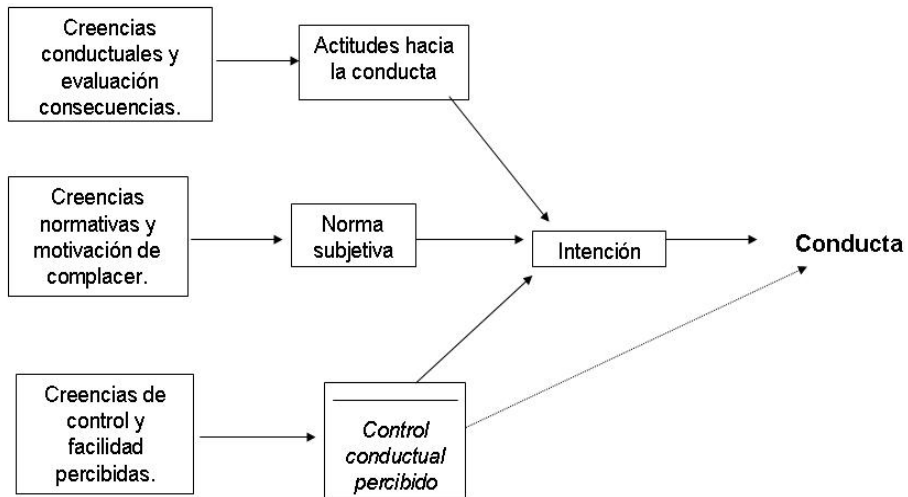 Creencias
conductuales y
evaluación
consecuencias.
Actitudes hacia
la conducta
Creencias
normativas y
motivación de
complacer.
Norma
subjetiva
Intención
Conducta
Creencias de
control y
facilidad
percibidas.
Control
conductual
percibido